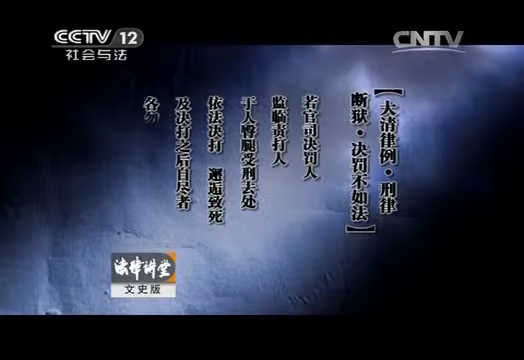 CCTV 12
社会与法
CNTV
【大清律例·刑律
断狱·决罚不如法】
若官司决罚人
监临责打人
于人臀腿受刑去处
依法决打 邂逅致死
及决打之后自尽者
各
法律讲堂
文史版